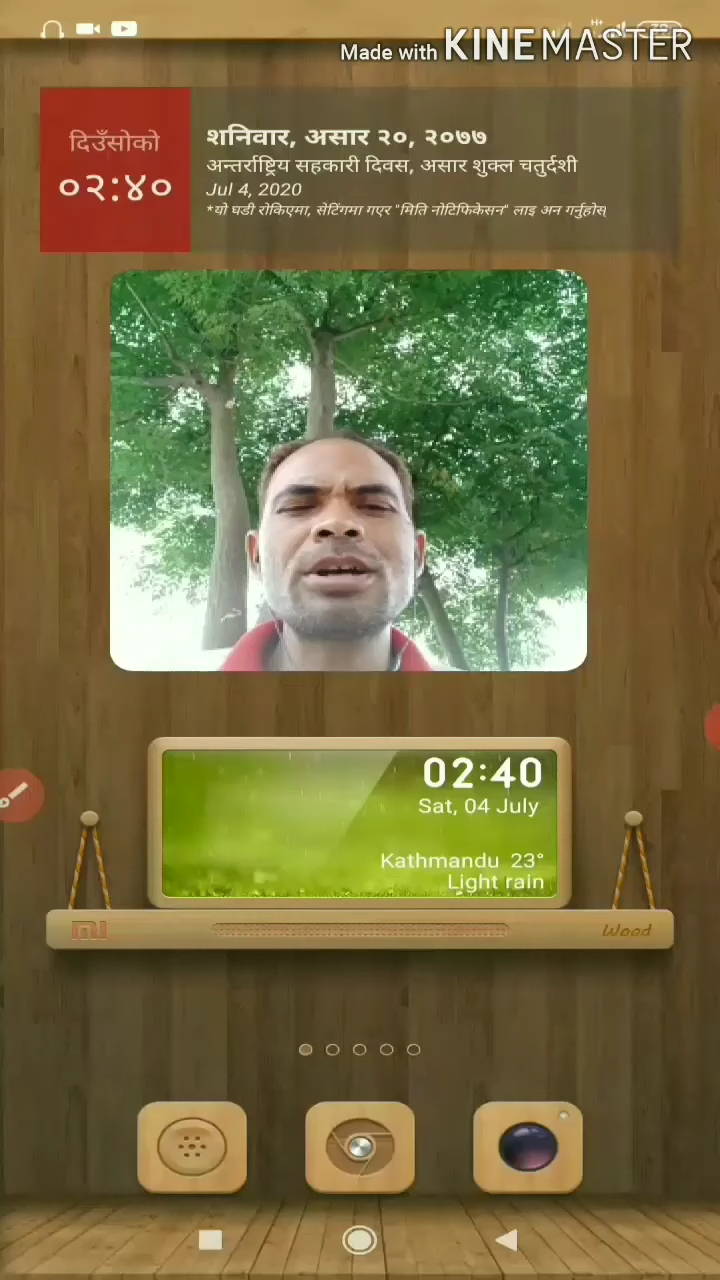 Made with KINEMASTER
दिउँसोको
०२:४०
शनिवार, असार २०, २०७७
अन्तर्राष्ट्रिय सहकारी दिवस, असार शुक्ल चतुर्दशी
Jul 4, 2020
*यो घडी रोकिएमा, सेटिंगमा गएर "मिति नोटिफिकेसन" लाइ अन गर्नुहोस्
02:40
Sat, 04 July
Kathmandu 23°
Light rain
MI
Wood